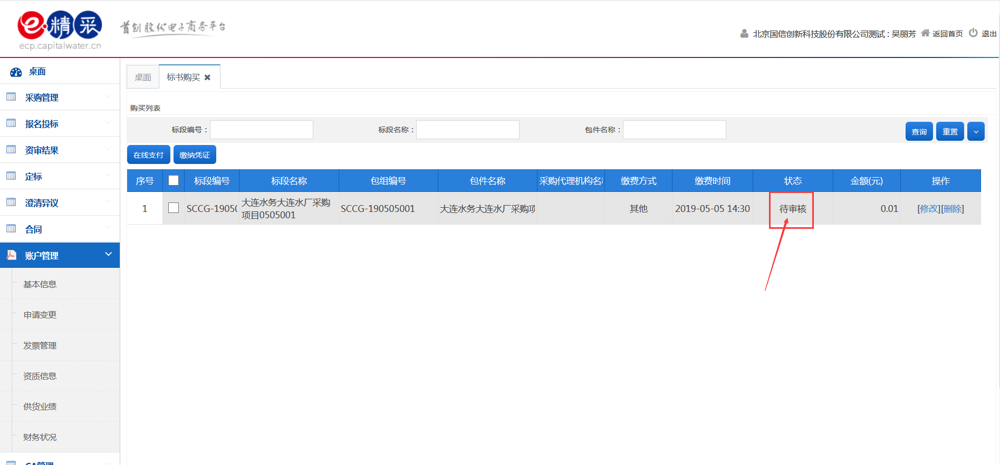 e精采
首创股份电子商务平台
ecp.capitalwater.cn
北京国信创新科技股份有限公司测试 : 吴丽芳 返回首页 退出
桌面
采购管理
报名投标
资审结果
定标
澄清异议
合同
账户管理
基本信息
申请变更
发票管理
资质信息
供货业绩
财务状况
CA管理
桌面 标书购买
购买列表
标段编号： 标段名称： 包件名称： 查询 重置
在线支付 缴纳凭证
序号 标段编号 标段名称 包组编号 包件名称 采购代理机构名称 缴费方式 缴费时间 状态 金额(元) 操作
1 SCCG-1905( 大连水务大连水厂采购 SCCG-190505001 大连水务大连水厂采购项 其他 2019-05-05 14:30 待审核 0.01 [修改][删除]
项目0505001